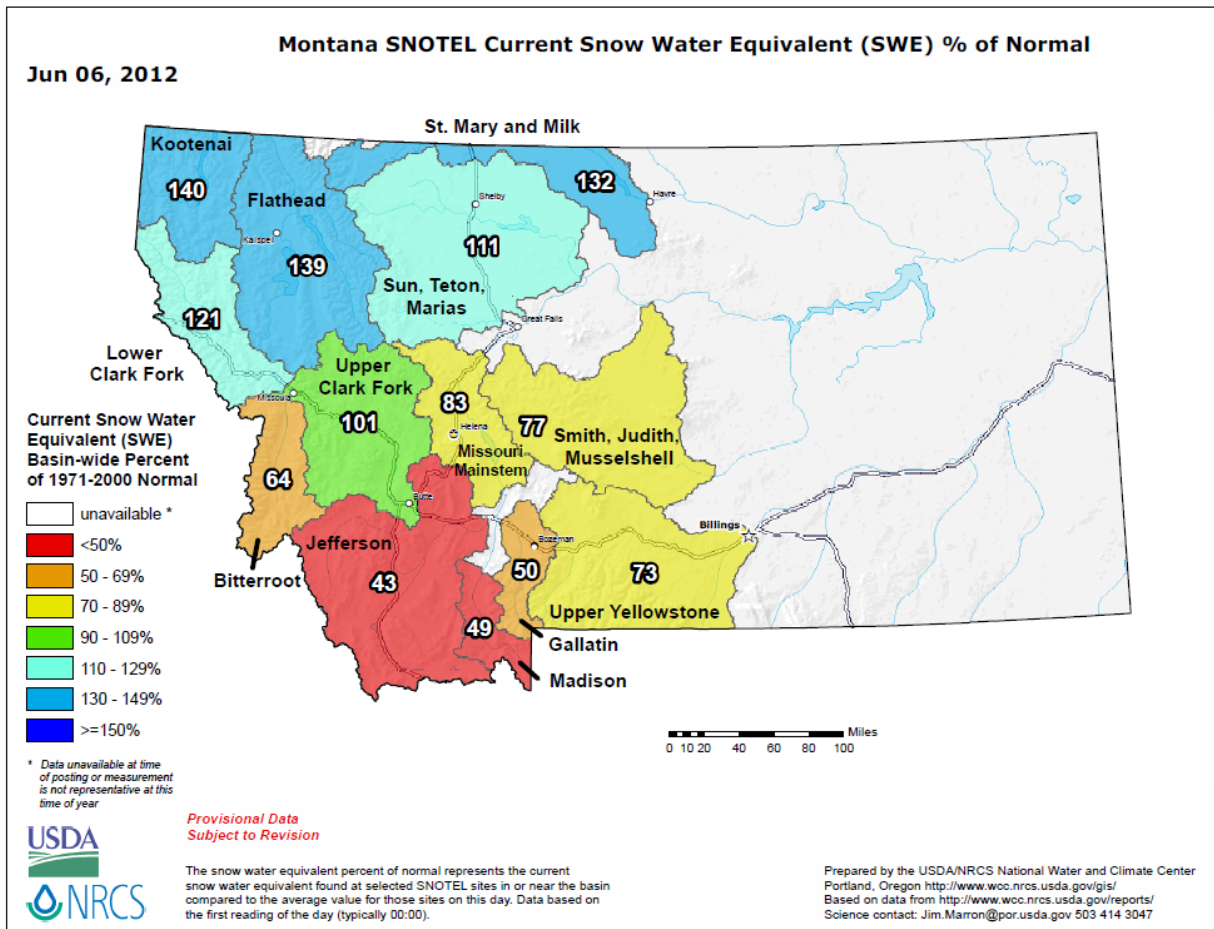 Montana SNOTEL Current Snow Water Equivalent (SWE) % of Normal
Jun 06, 2012
St. Mary and Milk
Kootenai
140
Flathead
Kalispell
139
132
Havre
Shelby
111
Sun, Teton,
Marias
Great Falls
121
Lower
Clark Fork
Missoula
Upper
Clark Fork
101
83
Helena
Missouri
Mainstem
77
Smith, Judith,
Musselshell
64
Bitterroot
Butte
Jefferson
43
49
Madison
Bozeman
50
Gallatin
73
Upper Yellowstone
Billings
Current Snow Water
Equivalent (SWE)
Basin-wide Percent
of 1971-2000 Normal
unavailable *
<50%
50 - 69%
70 - 89%
90 - 109%
110 - 129%
130 - 149%
>=150%
* Data unavailable at time
of posting or measurement
is not representative at this
time of year
Miles
0 10 20 40 60 80 100
USDA
NRCS
Provisional Data
Subject to Revision
The snow water equivalent percent of normal represents the current
snow water equivalent found at selected SNOTEL sites in or near the basin
compared to the average value for those sites on this day. Data based on
the first reading of the day (typically 00:00).
Prepared by the USDA/NRCS National Water and Climate Center
Portland, Oregon http://www.wcc.nrcs.usda.gov/gis/
Based on data from http://www.wcc.nrcs.usda.gov/reports/
Science contact: Jim.Marron@por.usda.gov 503 414 3047